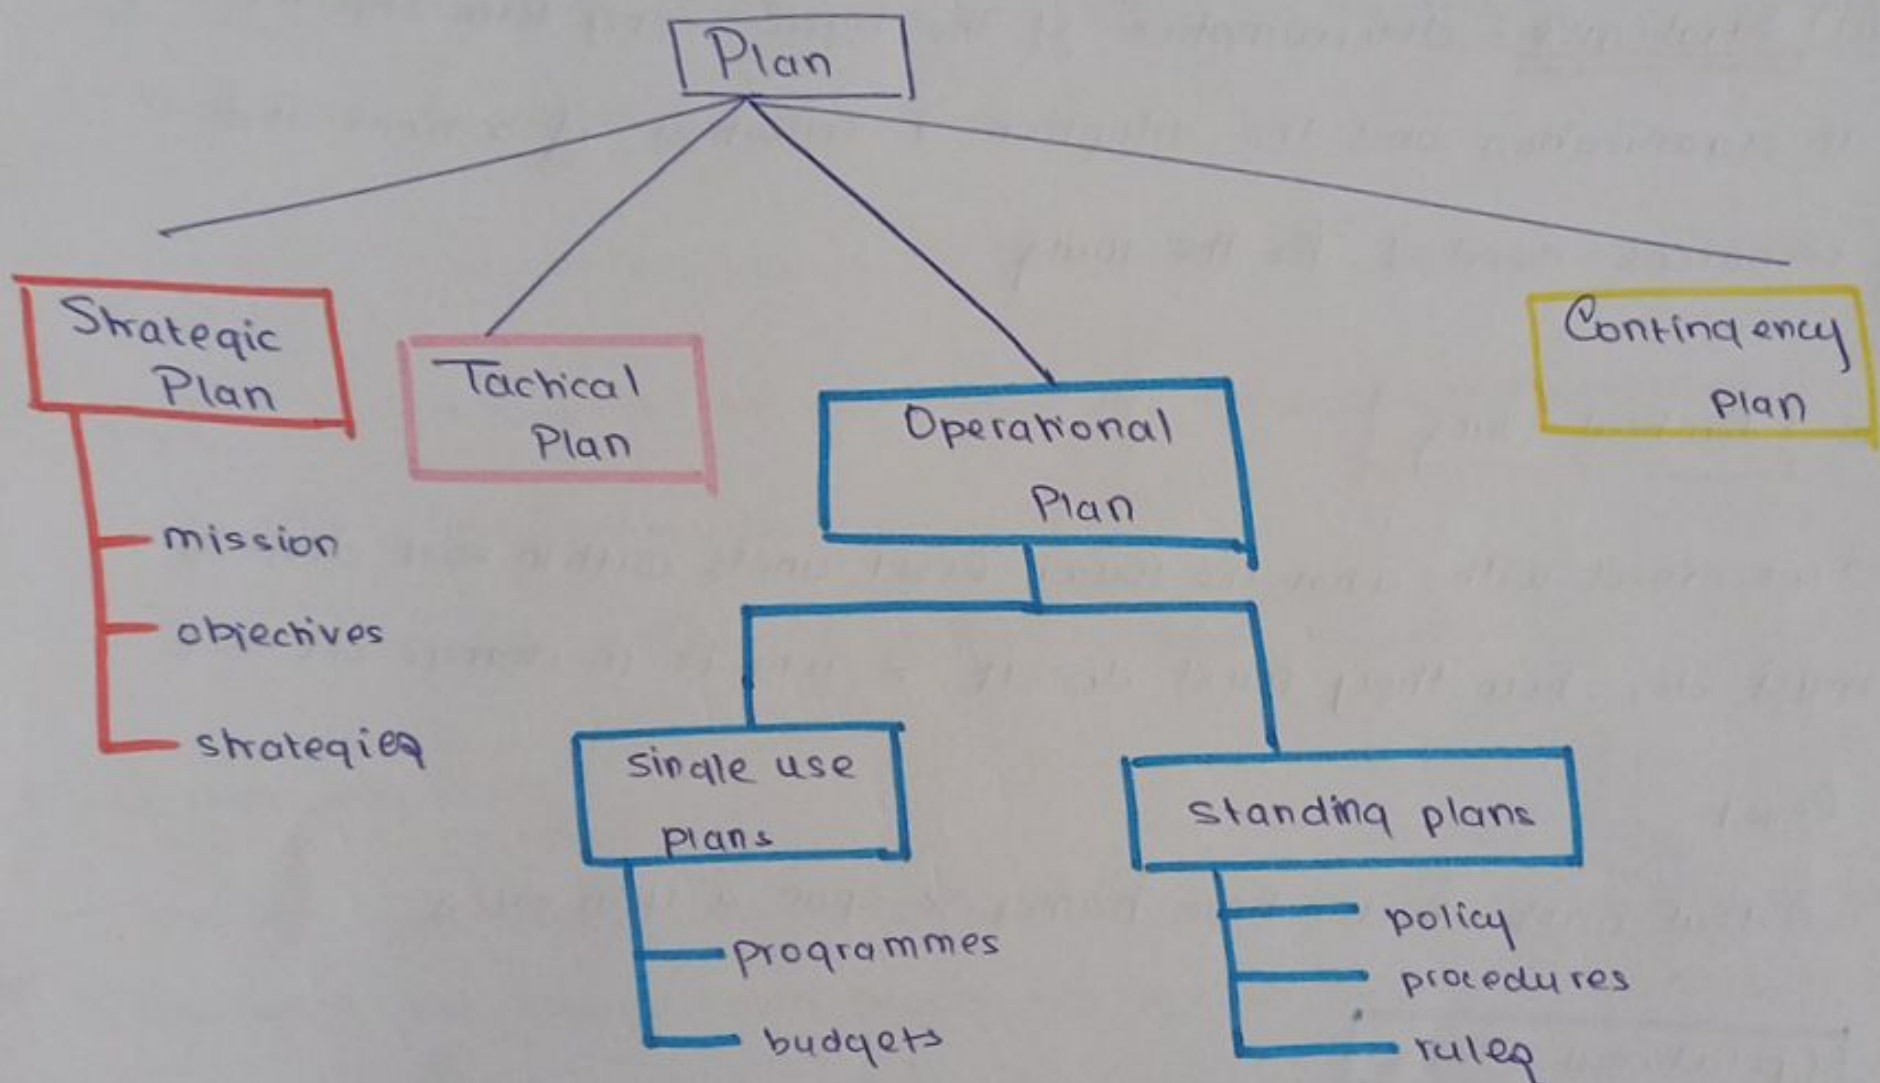 Plan
Strategic
Plan
mission
objectives
strategies
Tactical
Plan
Operational
Plan
single use
plans
programmes
budgets
standing plans
policy
procedures
rules
Contingency
plan